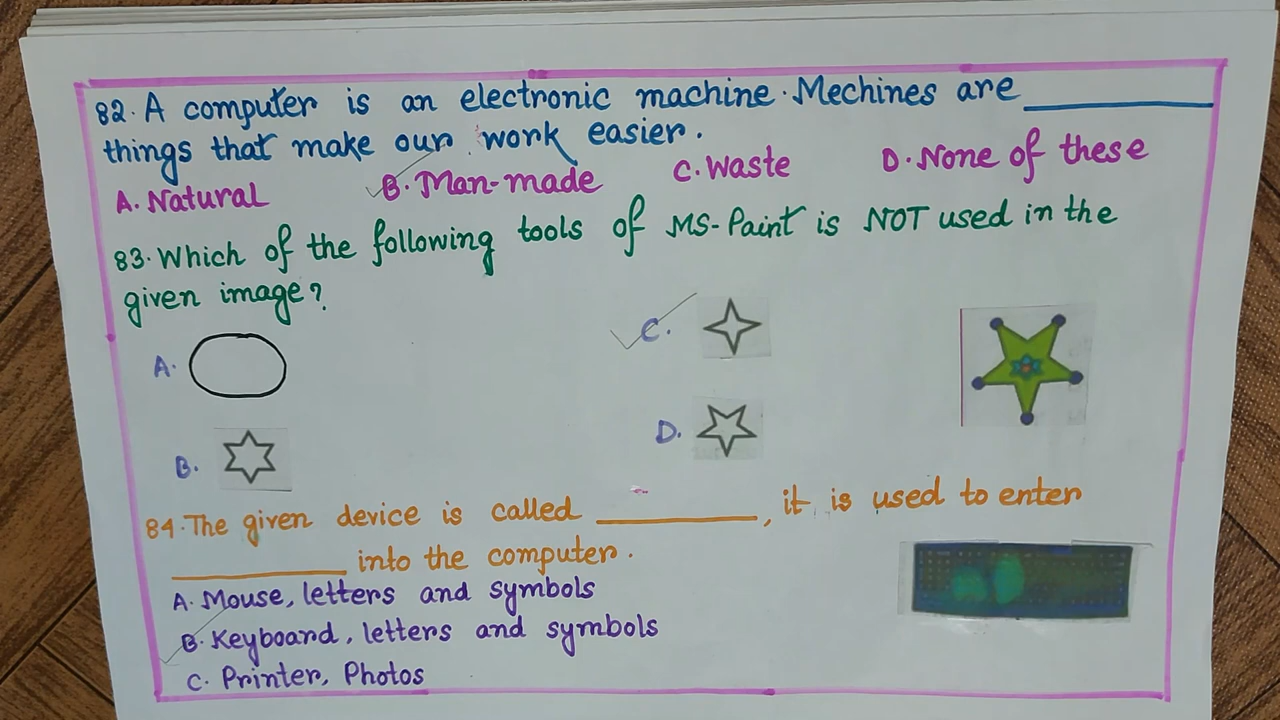 82. A computer is an electronic machine. Mechines are ________
things that make our work easier.
A. Natural B. Man-made C. Waste D. None of these
83. Which of the following tools of MS-Paint is NOT used in the
given image?
A. C.
B. D.
84. The given device is called ________, it is used to enter
________ into the computer.
A. Mouse, letters and symbols
B. Keyboard, letters and symbols
C. Printer, Photos